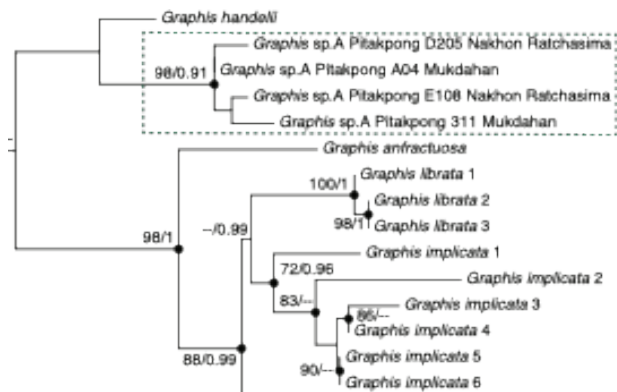 Graphis handelii
Graphis sp.A Pitakpong D205 Nakhon Ratchasima
98/0.91
Graphis sp.A Pitakpong A04 Mukdahan
Graphis sp.A Pitakpong E108 Nakhon Ratchasima
Graphis sp.A Pitakpong 311 Mukdahan
Graphis anfractuosa
Graphis librata 1
100/1
Graphis librata 2
98/1
Graphis librata 3
--/0.99
98/1
Graphis implicata 1
72/0.96
Graphis implicata 2
83/--
Graphis implicata 3
86/--
Graphis implicata 4
88/0.99
Graphis implicata 5
90/--
Graphis implicata 6